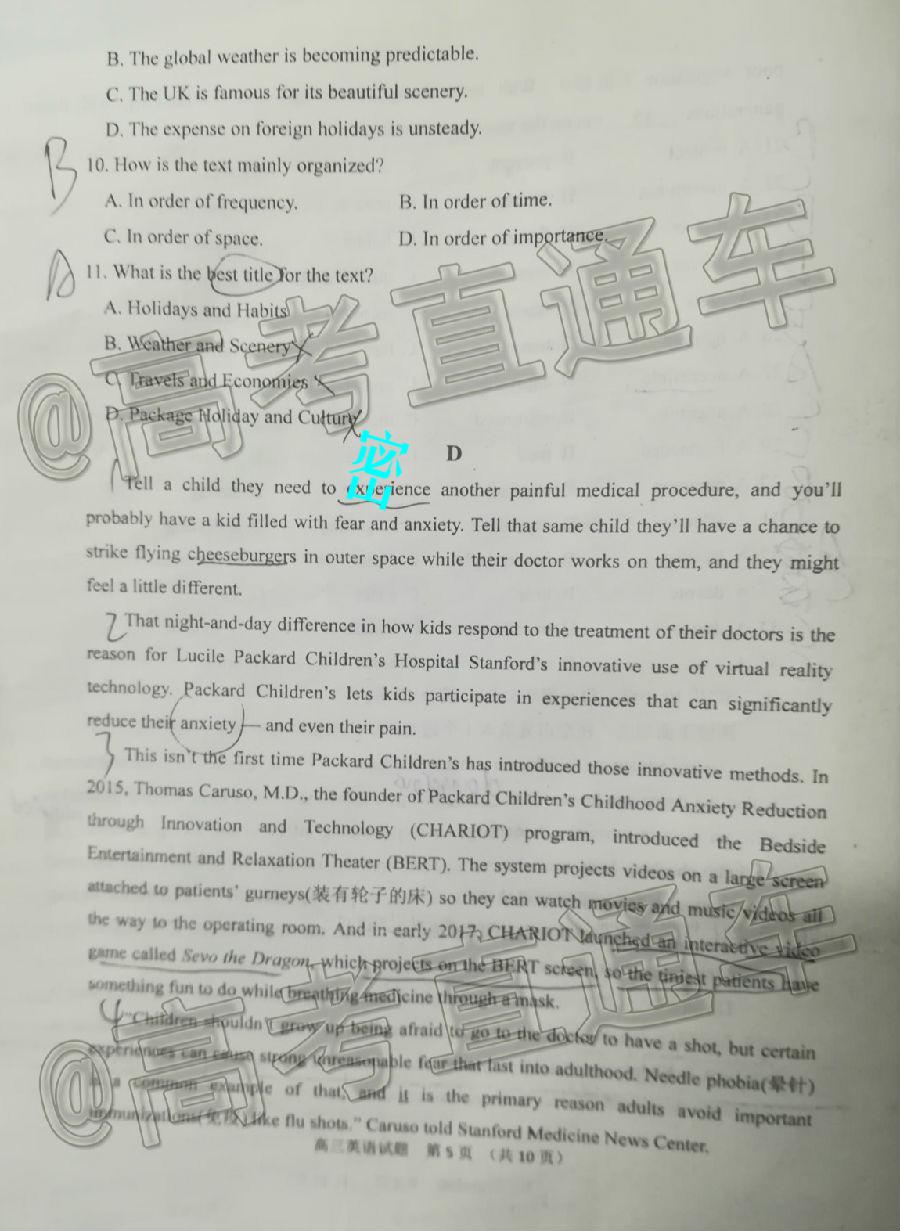 B. The global weather is becoming predictable.
C. The UK is famous for its beautiful scenery.
D. The expense on foreign holidays is unsteady.
B
10. How is the text mainly organized?
A. In order of frequency. B. In order of time.
C. In order of space. D. In order of importance.
11. What is the best title for the text?
A. Holidays and Habits
B. Weather and Scenery
C. Travels and Economies
D. Package Holiday and Culture
@高考直通车
密
D
1 Tell a child they need to experience another painful medical procedure, and you'll
probably have a kid filled with fear and anxiety. Tell that same child they'll have a chance to
strike flying cheeseburgers in outer space while their doctor works on them, and they might
feel a little different.
2 That night-and-day difference in how kids respond to the treatment of their doctors is the
reason for Lucile Packard Children's Hospital Stanford's innovative use of virtual reality
technology. Packard Children's lets kids participate in experiences that can significantly
reduce their anxiety — and even their pain.
3 This isn't the first time Packard Children's has introduced those innovative methods. In
2015, Thomas Caruso, M.D., the founder of Packard Children's Childhood Anxiety Reduction
through Innovation and Technology (CHARIOT) program, introduced the Bedside
Entertainment and Relaxation Theater (BERT). The system projects videos on a large screen
attached to patients' gurneys(装有轮子的床) so they can watch movies and music videos all
the way to the operating room. And in early 2017, CHARIOT launched an interactive video
game called Sevo the Dragon, which projects on the BERT screen, so the tiniest patients have
something fun to do while breathing medicine through a mask.
4 "Children shouldn't grow up being afraid to go to the doctor to have a shot, but certain
experiences can cause strong unreasonable fear that last into adulthood. Needle phobia(晕针)
is a common example of that, and it is the primary reason adults avoid important
immunizations(免疫) like flu shots." Caruso told Stanford Medicine News Center.
@高考直通车
高三英语试题 第 5 页 (共 10 页)